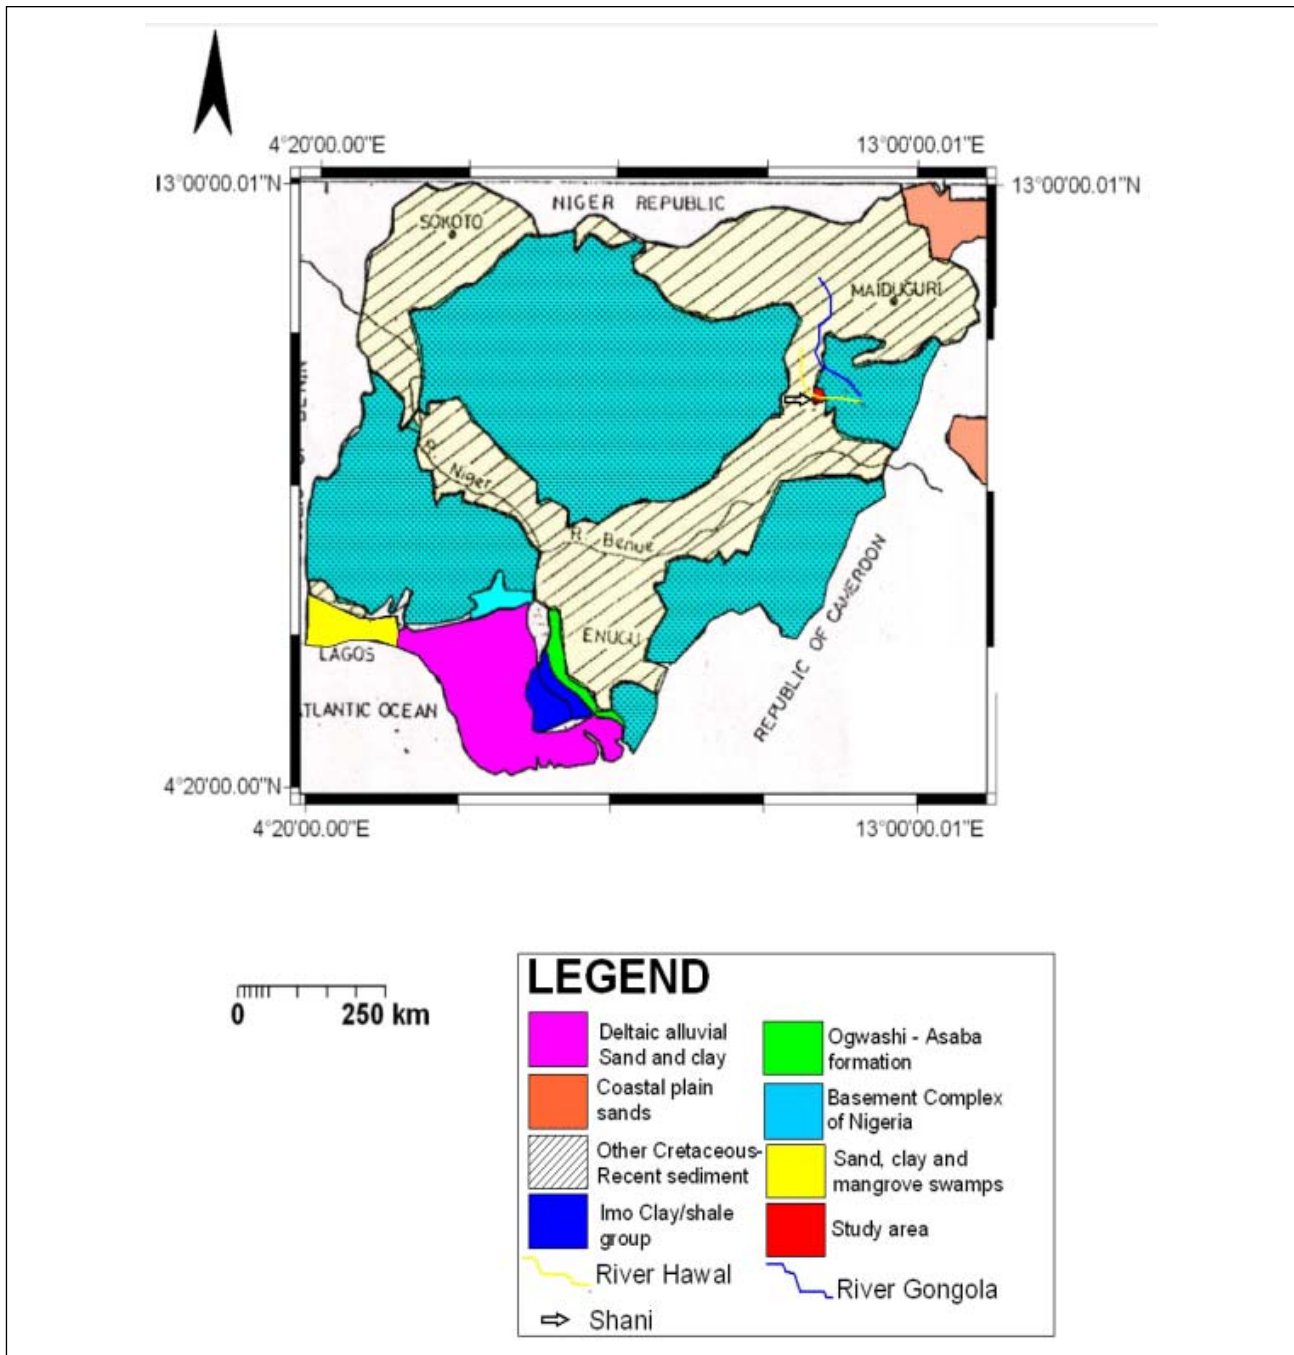 4°20'00.00"E
13°00'00.01"E
13°00'00.01"N
13°00'00.01"N
NIGER REPUBLIC
SOKOTO
MAIDUGURI
BENIN
R. Niger
R. Benue
ENUGU
LAGOS
ATLANTIC OCEAN
REPUBLIC OF CAMEROON
4°20'00.00"N
4°20'00.00"E
13°00'00.01"E
0
250 km
LEGEND
Deltaic alluvial
Sand and clay
Coastal plain
sands
Other Cretaceous-
Recent sediment
Imo Clay/shale
group
River Hawal
Shani
Ogwashi - Asaba
formation
Basement Complex
of Nigeria
Sand, clay and
mangrove swamps
Study area
River Gongola